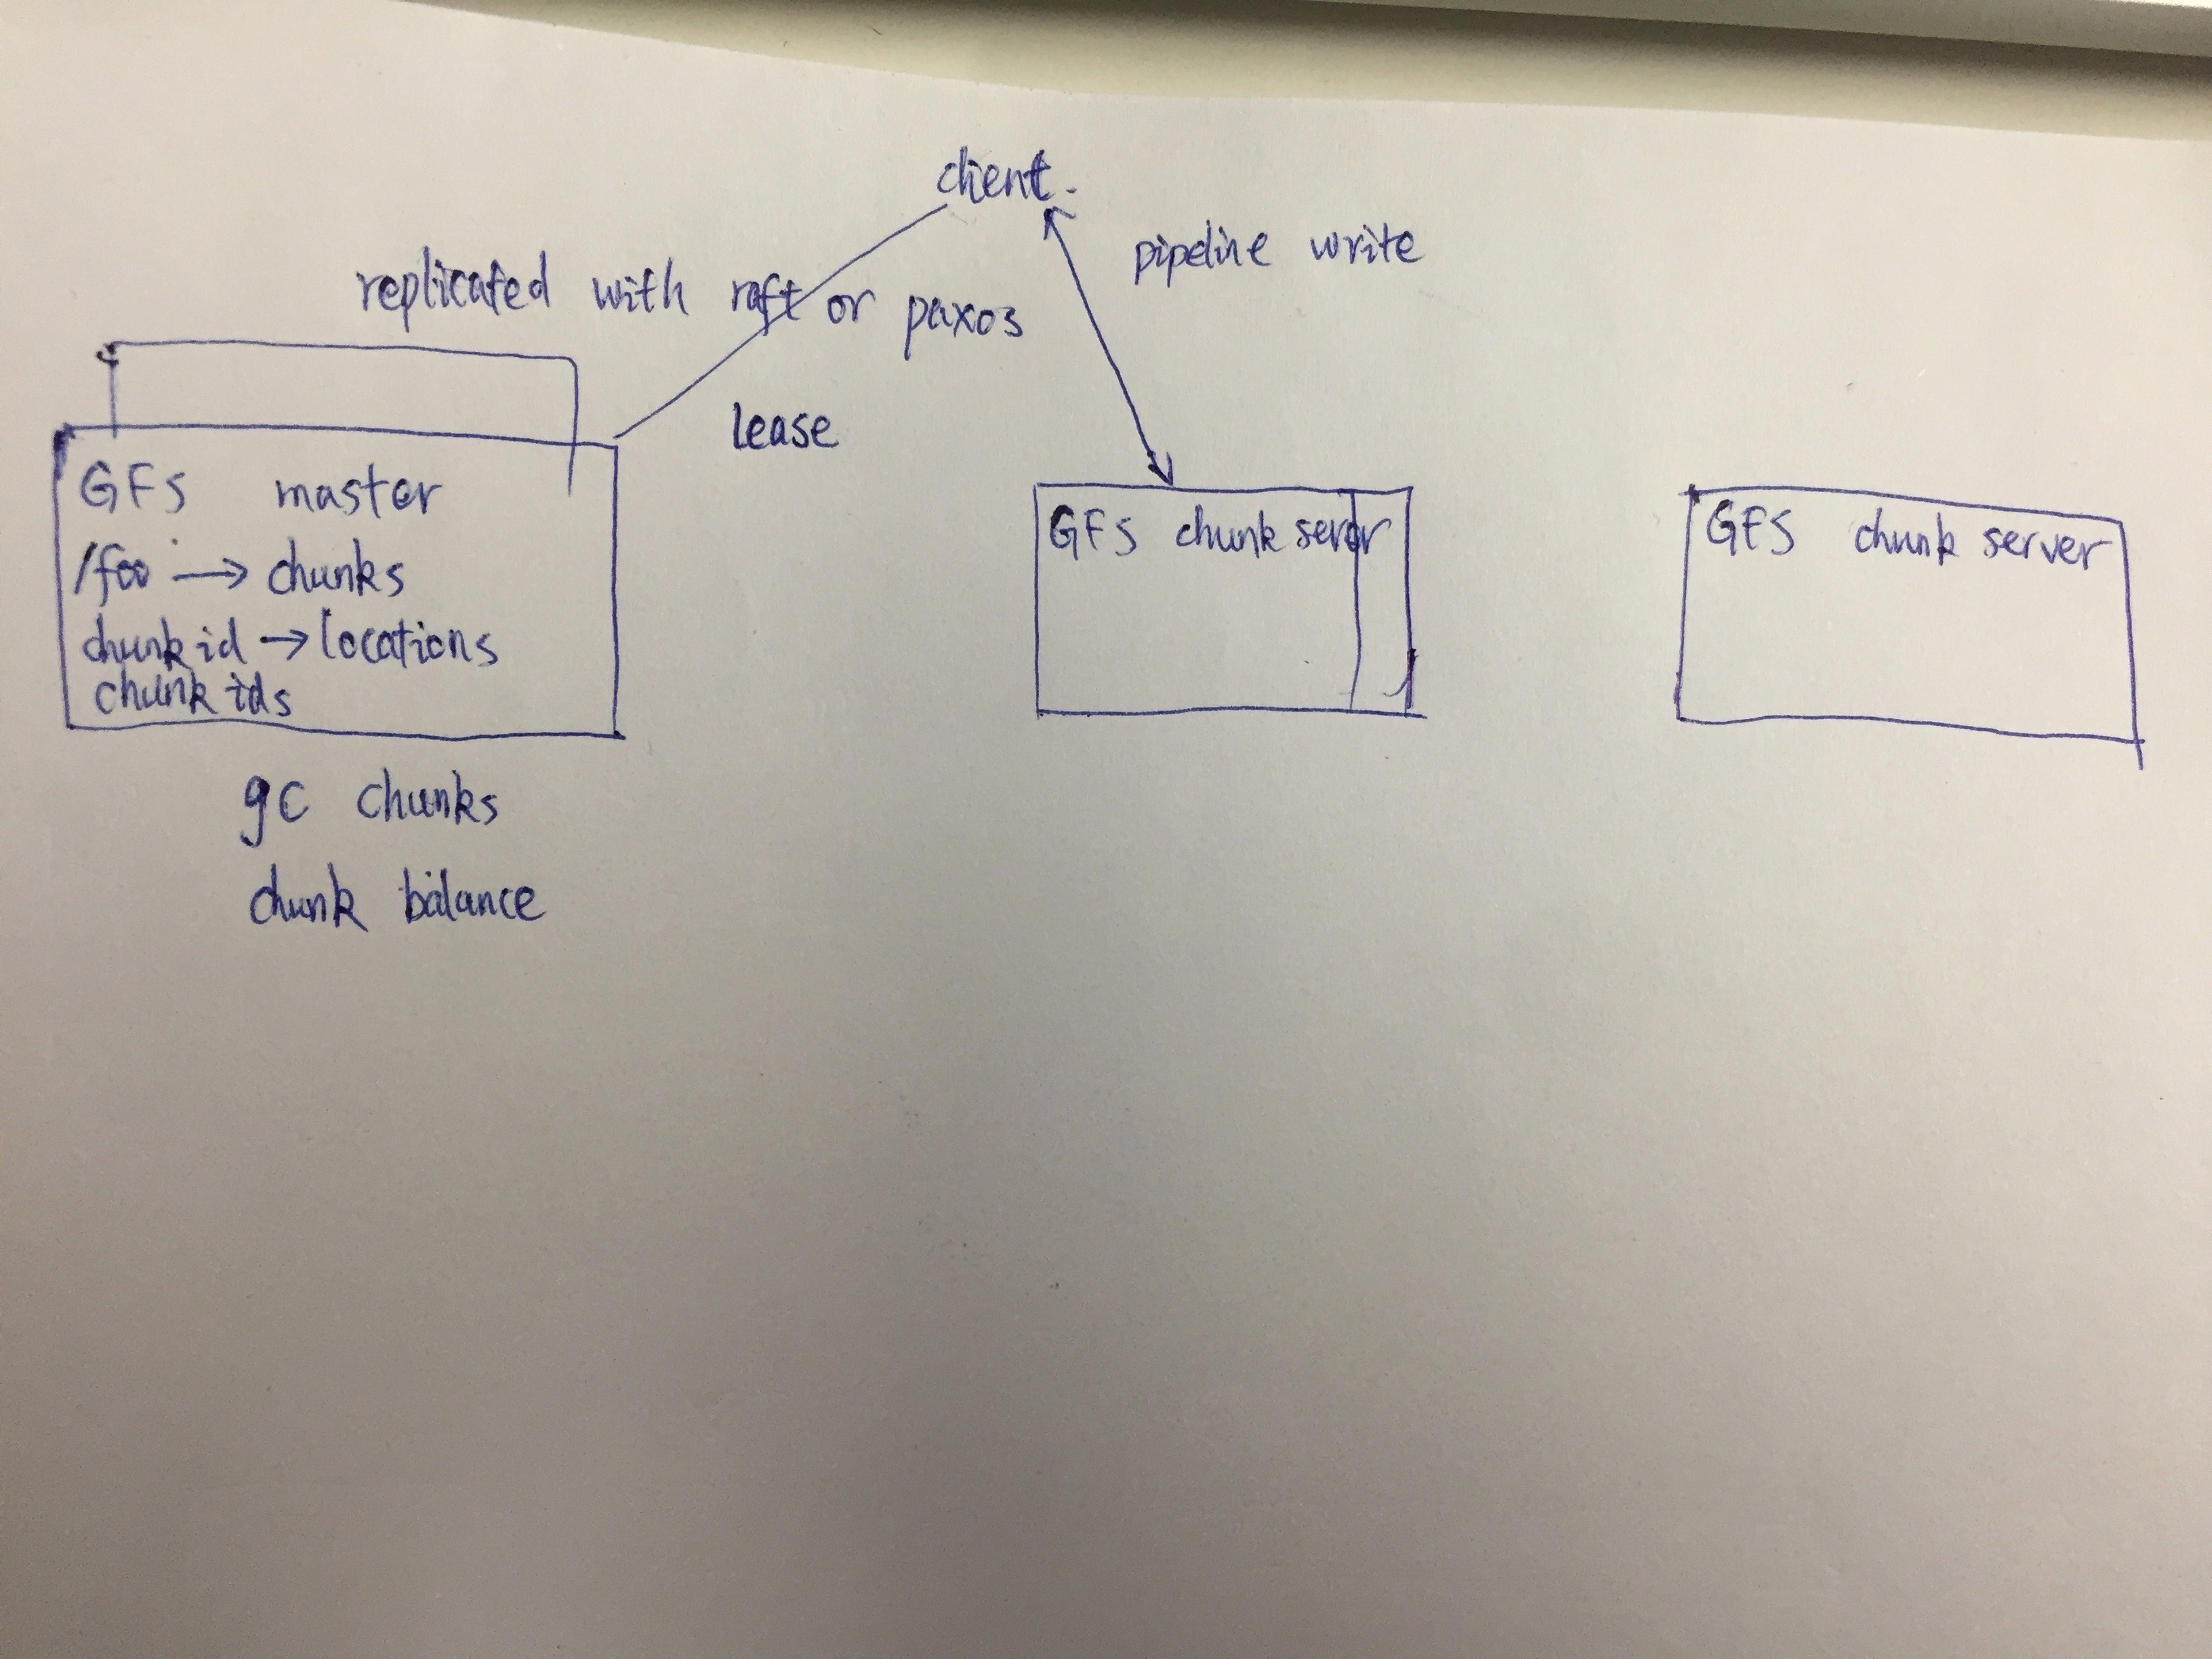 client.
pipeline write
replicated with raft or paxos
lease
GFS master
/foo → chunks
chunk id → locations
chunk ids
gc chunks
chunk balance
GFS chunk server
GFS chunk server